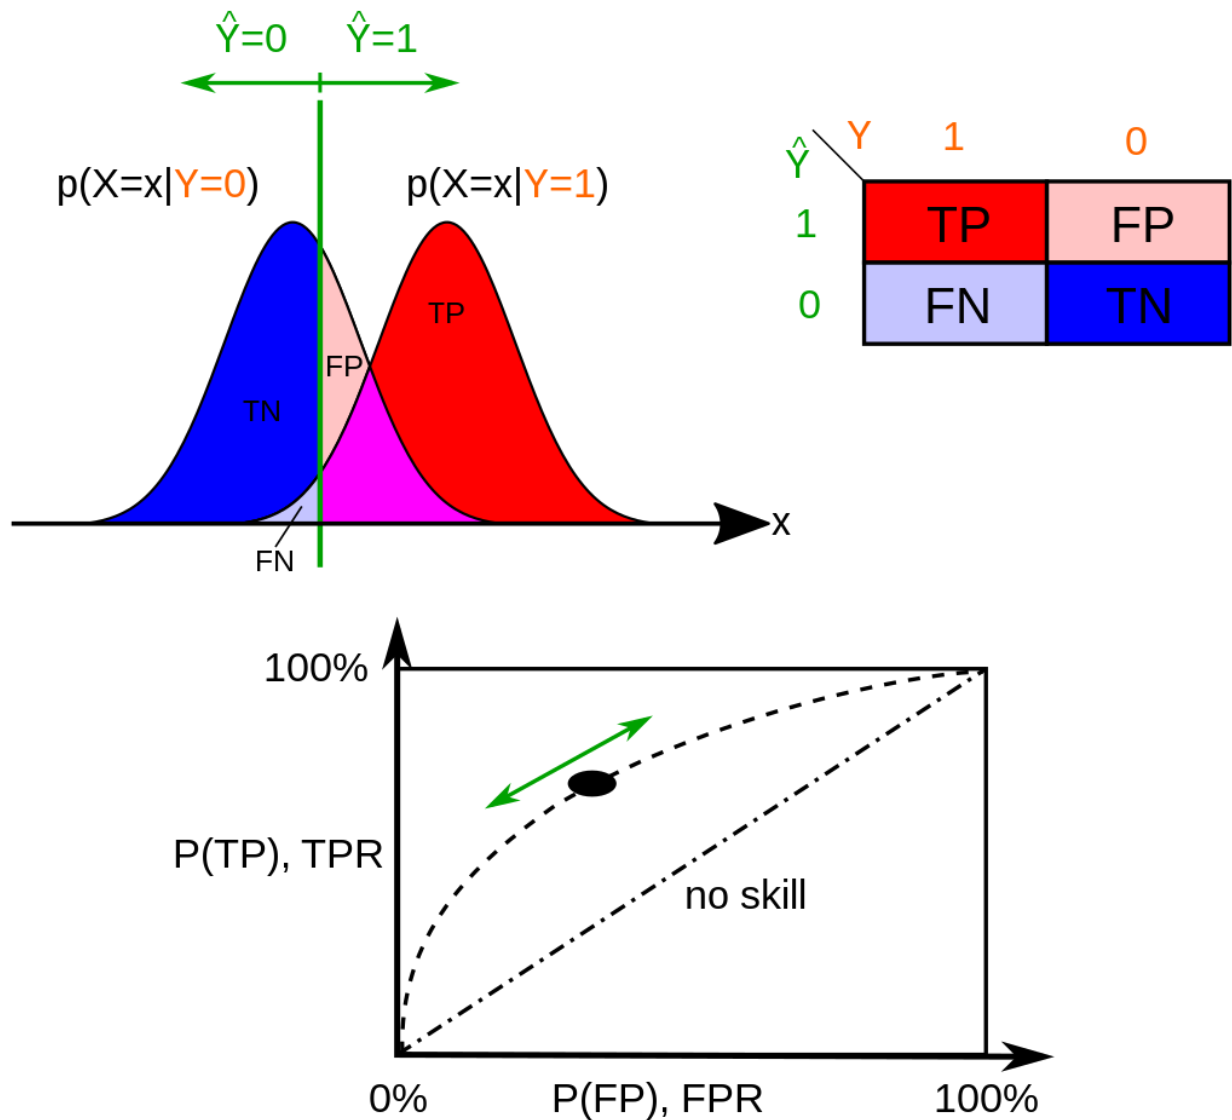 Ŷ=0 Ŷ=1
p(X=x|Y=0) p(X=x|Y=1)
TP
FP
TN
FN
x
Y 1 0
Ŷ
1 TP FP
0 FN TN
100%
P(TP), TPR
no skill
0% P(FP), FPR 100%